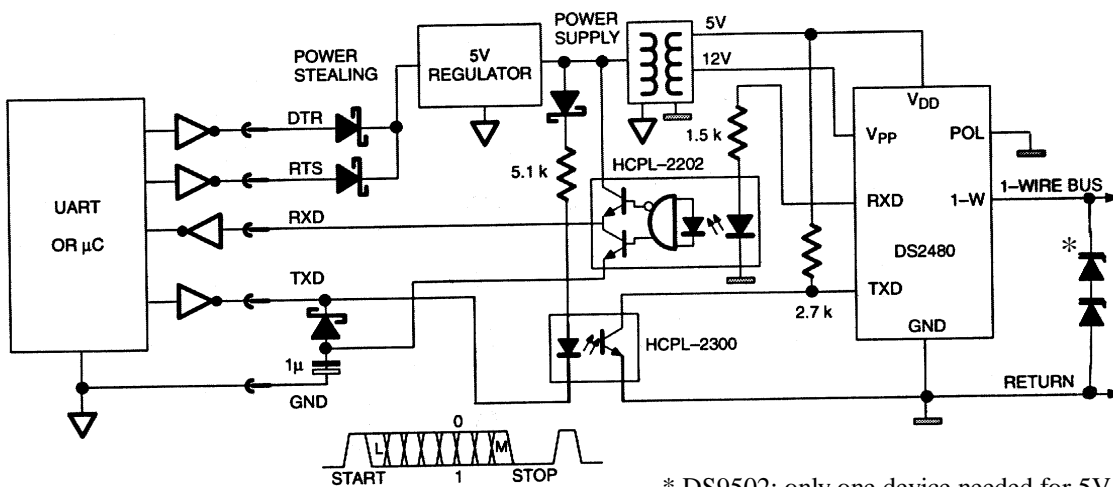 POWER
STEALING
5V
REGULATOR
POWER
SUPPLY
5V
12V
DTR
RTS
RXD
TXD
GND
UART
OR µC
1µ
5.1 k
1.5 k
HCPL–2202
HCPL–2300
2.7 k
VDD
VPP
POL
RXD
1–W
DS2480
TXD
GND
1–WIRE BUS
*
RETURN
0
L
M
1
START
STOP
* DS9502; only one device needed for 5V